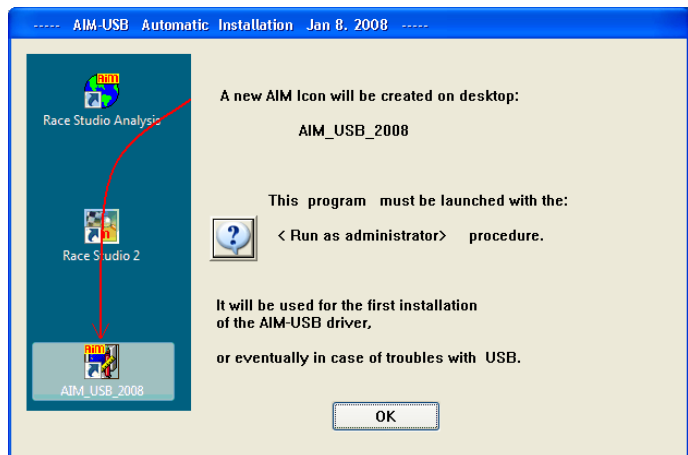 ----- AIM-USB Automatic Installation Jan 8. 2008 -----
AiM
Race Studio Analysis
A new AIM Icon will be created on desktop:
AIM_USB_2008
This program must be launched with the:
< Run as administrator> procedure.
Race Studio 2
It will be used for the first installation
of the AIM-USB driver,
or eventually in case of troubles with USB.
AiM
AIM_USB_2008
OK